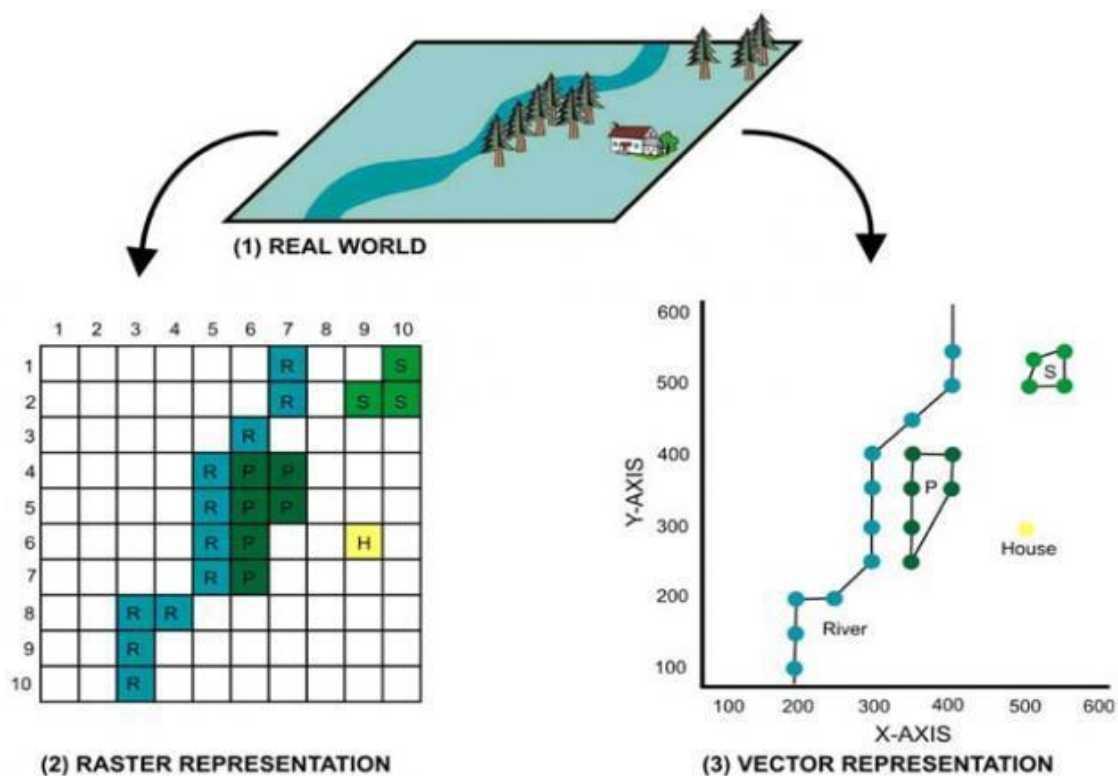 (1) REAL WORLD
1 2 3 4 5 6 7 8 9 10
1 R S
2 R S S
3 R
4 R P P
5 R P P
6 R P H
7 R P
8 R R
9 R
10 R
(2) RASTER REPRESENTATION
600
500
400
300
200
100
Y-AXIS
S
P
House
River
100 200 300 400 500 600
X-AXIS
(3) VECTOR REPRESENTATION